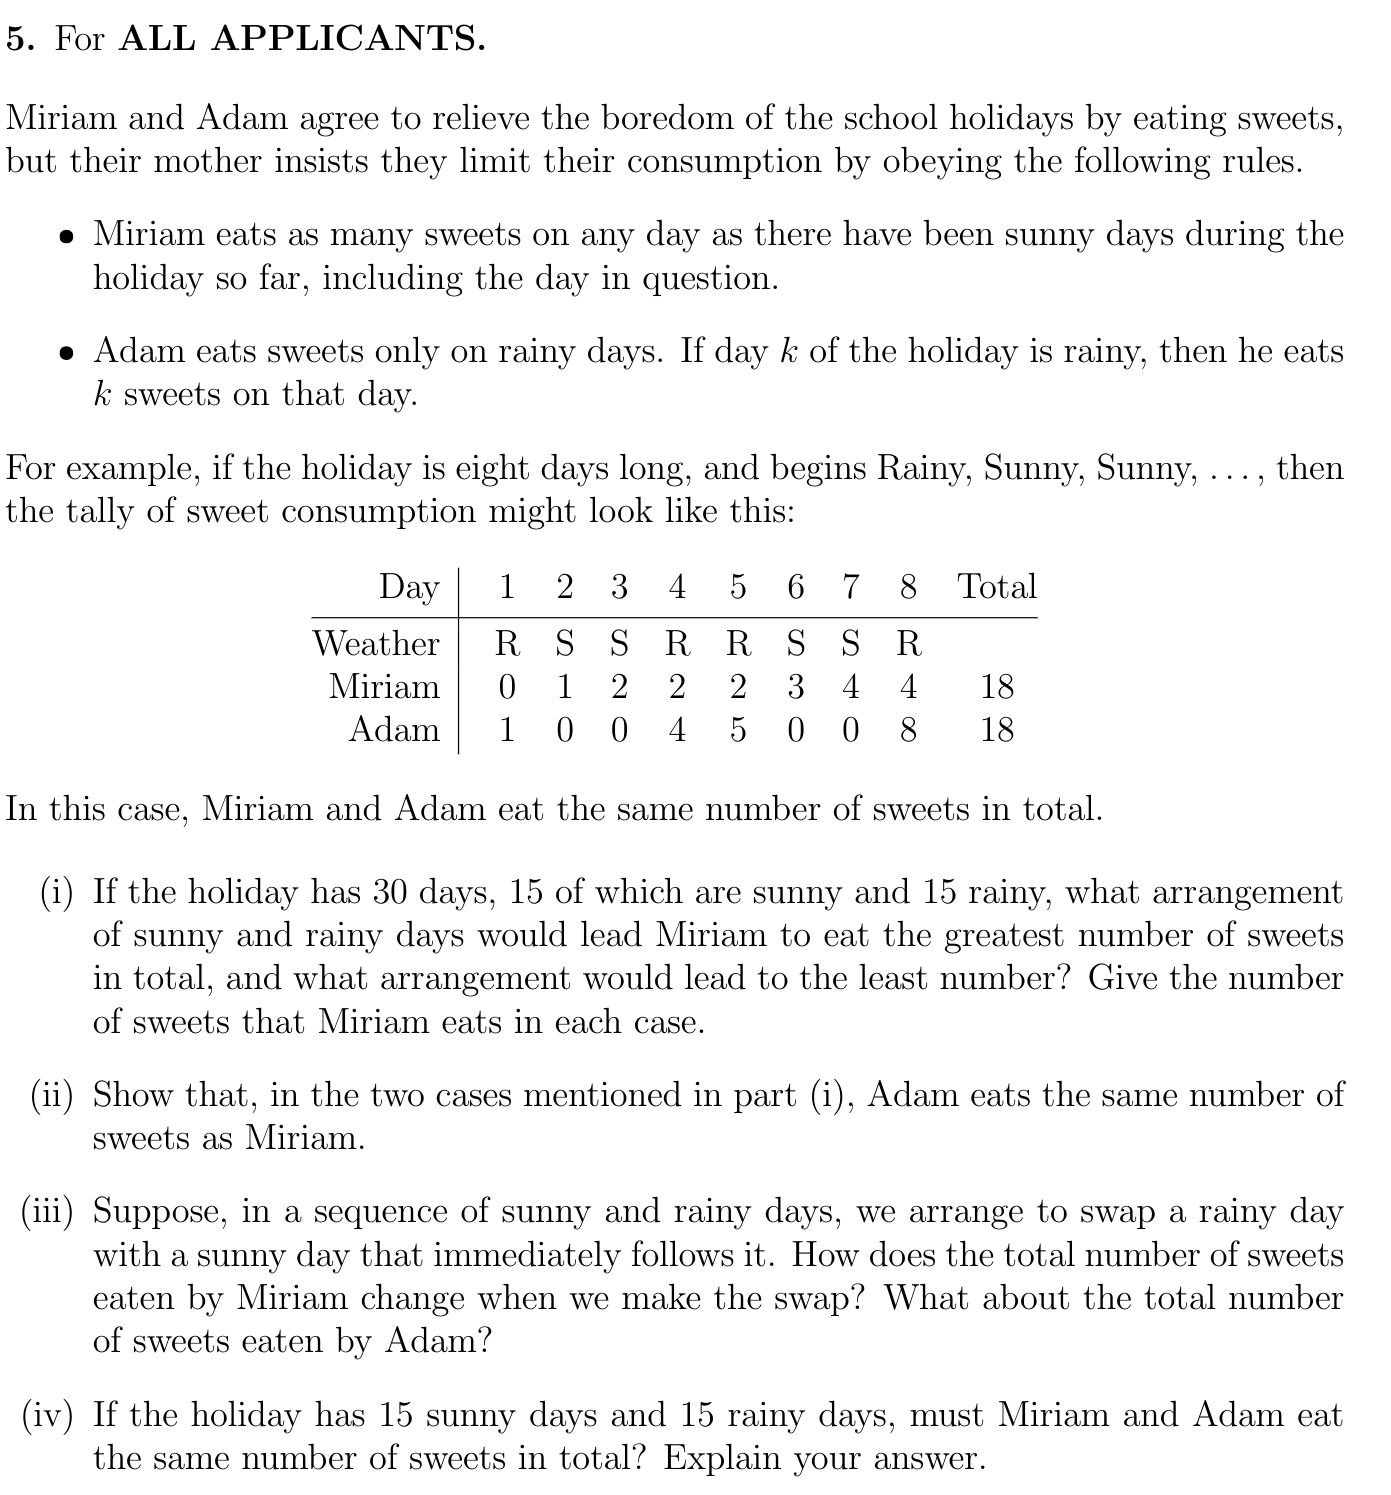 5. For ALL APPLICANTS.
Miriam and Adam agree to relieve the boredom of the school holidays by eating sweets,
but their mother insists they limit their consumption by obeying the following rules.
• Miriam eats as many sweets on any day as there have been sunny days during the
holiday so far, including the day in question.
• Adam eats sweets only on rainy days. If day k of the holiday is rainy, then he eats
k sweets on that day.
For example, if the holiday is eight days long, and begins Rainy, Sunny, Sunny, . . . , then
the tally of sweet consumption might look like this:
Day 1 2 3 4 5 6 7 8 Total
Weather R S S R R S S R
Miriam 0 1 2 2 2 3 4 4 18
Adam 1 0 0 4 5 0 0 8 18
In this case, Miriam and Adam eat the same number of sweets in total.
(i) If the holiday has 30 days, 15 of which are sunny and 15 rainy, what arrangement
of sunny and rainy days would lead Miriam to eat the greatest number of sweets
in total, and what arrangement would lead to the least number? Give the number
of sweets that Miriam eats in each case.
(ii) Show that, in the two cases mentioned in part (i), Adam eats the same number of
sweets as Miriam.
(iii) Suppose, in a sequence of sunny and rainy days, we arrange to swap a rainy day
with a sunny day that immediately follows it. How does the total number of sweets
eaten by Miriam change when we make the swap? What about the total number
of sweets eaten by Adam?
(iv) If the holiday has 15 sunny days and 15 rainy days, must Miriam and Adam eat
the same number of sweets in total? Explain your answer.